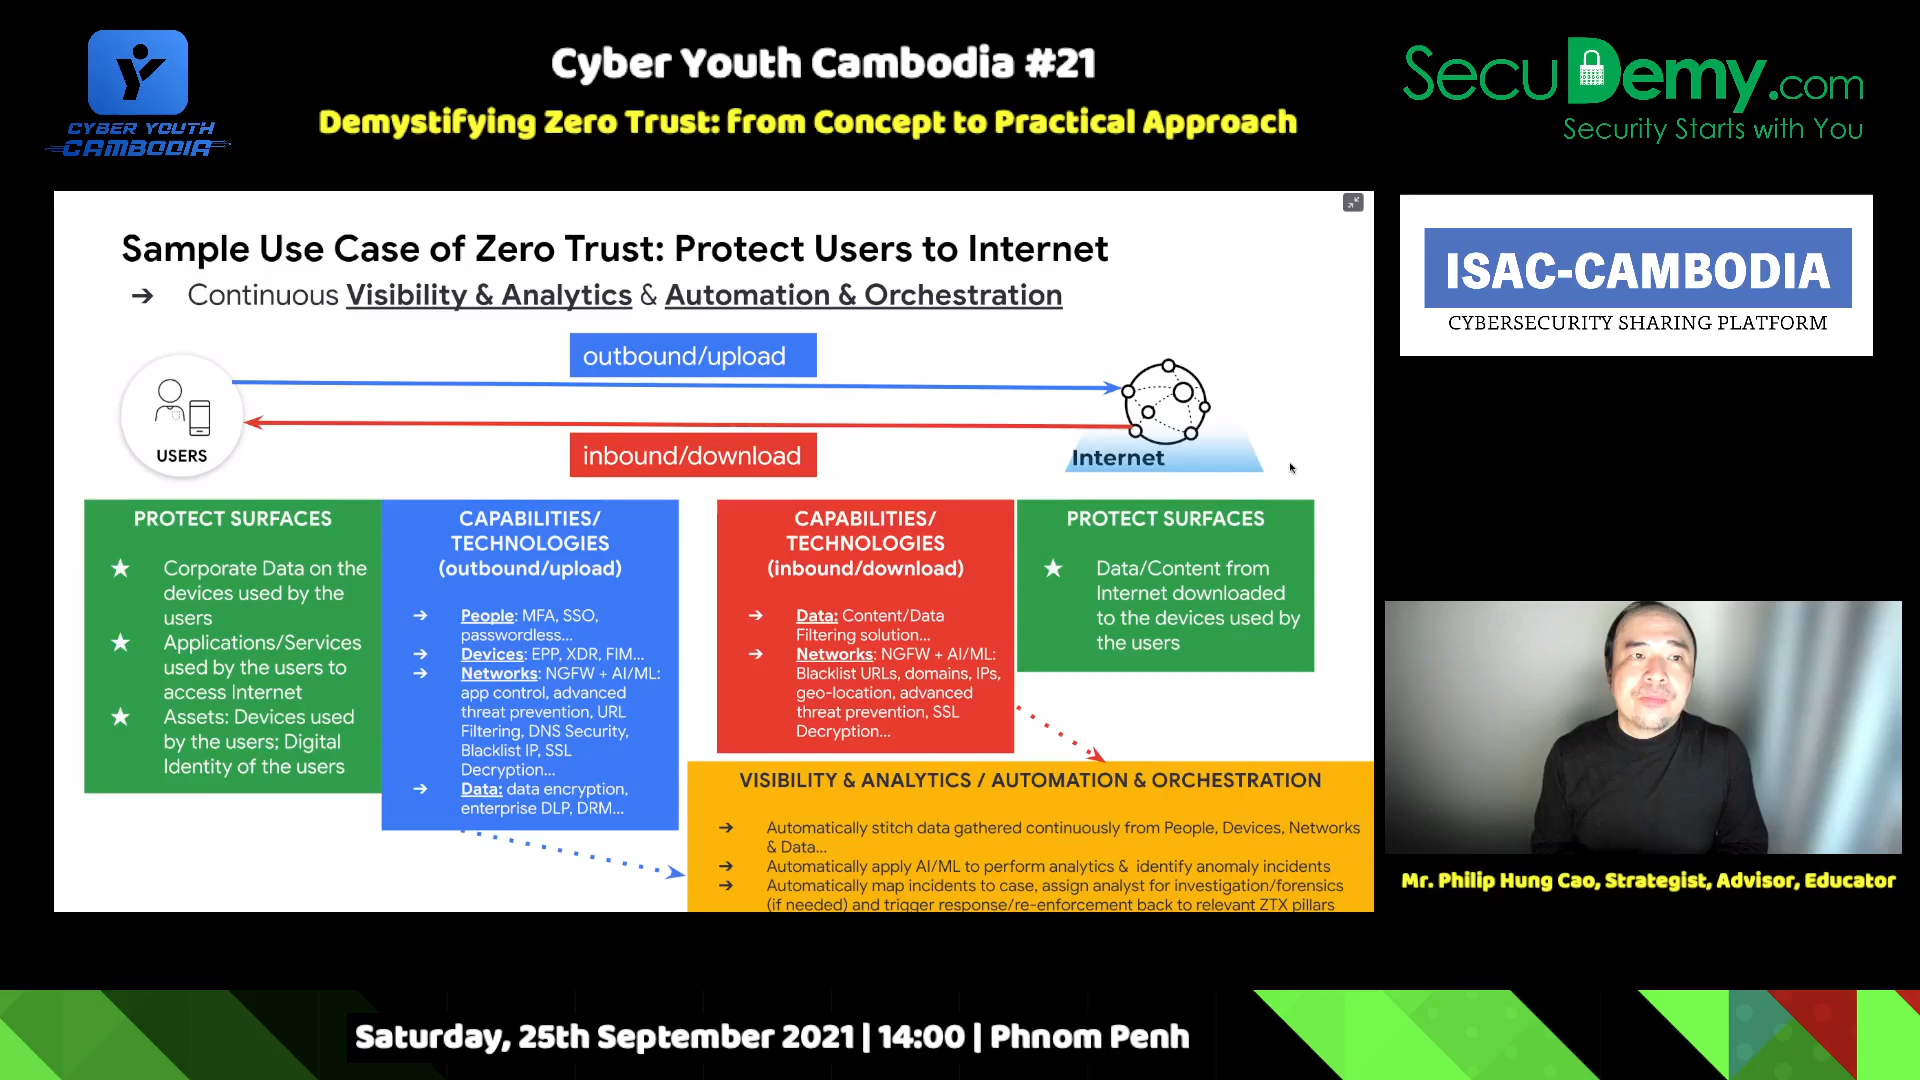 Cyber Youth Cambodia #21
Demystifying Zero Trust: from Concept to Practical Approach
CYBER YOUTH
CAMBODIA
SecuDemy.com
Security Starts with You
ISAC-CAMBODIA
CYBERSECURITY SHARING PLATFORM
Sample Use Case of Zero Trust: Protect Users to Internet
➔ Continuous Visibility & Analytics & Automation & Orchestration
outbound/upload
inbound/download
USERS
Internet
PROTECT SURFACES
★ Corporate Data on the
devices used by the
users
★ Applications/Services
used by the users to
access Internet
★ Assets: Devices used
by the users; Digital
Identity of the users
CAPABILITIES/
TECHNOLOGIES
(outbound/upload)
➔ People: MFA, SSO,
passwordless...
➔ Devices: EPP, XDR, FIM...
➔ Networks: NGFW + AI/ML:
app control, advanced
threat prevention, URL
Filtering, DNS Security,
Blacklist IP, SSL
Decryption...
➔ Data: data encryption,
enterprise DLP, DRM...
CAPABILITIES/
TECHNOLOGIES
(inbound/download)
➔ Data: Content/Data
Filtering solution...
➔ Networks: NGFW + AI/ML:
Blacklist URLs, domains, IPs,
geo-location, advanced
threat prevention, SSL
Decryption...
PROTECT SURFACES
★ Data/Content from
Internet downloaded
to the devices used by
the users
VISIBILITY & ANALYTICS / AUTOMATION & ORCHESTRATION
➔ Automatically stitch data gathered continuously from People, Devices, Networks
& Data...
➔ Automatically apply AI/ML to perform analytics & identify anomaly incidents
➔ Automatically map incidents to case, assign analyst for investigation/forensics
(if needed) and trigger response/re-enforcement back to relevant ZTX pillars
Mr. Philip Hung Cao, Strategist, Advisor, Educator
Saturday, 25th September 2021 | 14:00 | Phnom Penh